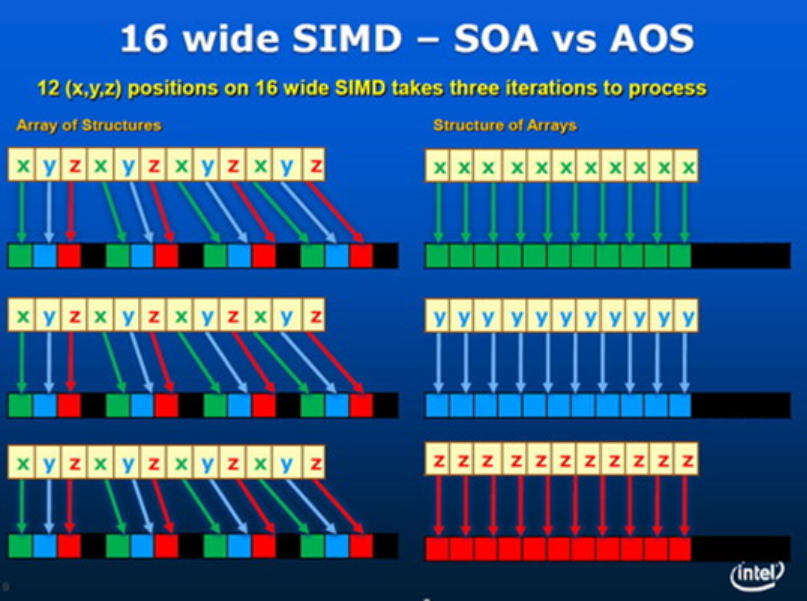 16 wide SIMD – SOA vs AOS
12 (x,y,z) positions on 16 wide SIMD takes three iterations to process
Array of Structures
Structure of Arrays
x y z x y z x y z x y z
x x x x x x x x x x x
x y z x y z x y z x y z
y y y y y y y y y y y
x y z x y z x y z x y z
z z z z z z z z z z z
9
intel